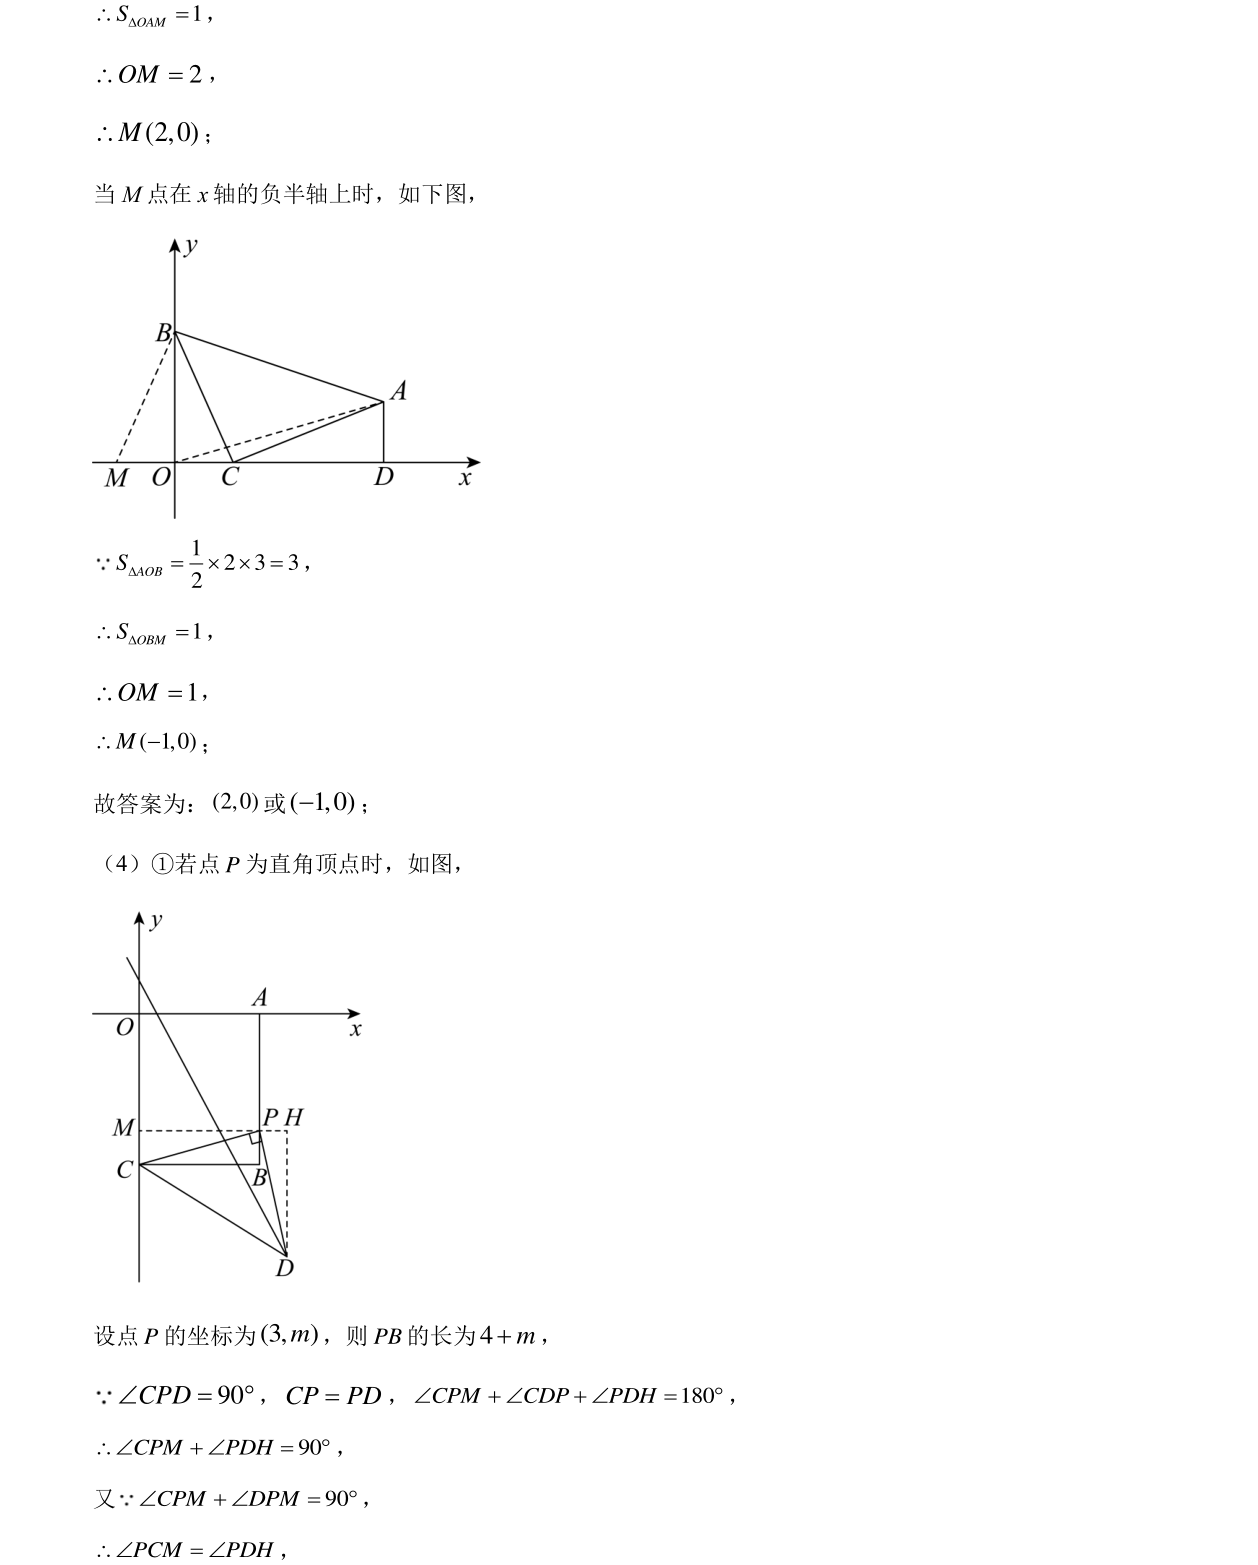 ∴S△OAM =1，
∴OM = 2，
∴M(2,0)；
当 M 点在 x 轴的负半轴上时，如下图，
y
B
A
M O C D x
∵S△AOB = 1/2 ×2×3=3，
∴S△OBM =1，
∴OM =1，
∴M(−1,0)；
故答案为：(2,0)或(−1,0)；
（4）①若点 P 为直角顶点时，如图，
y
A
O x
M P H
C B
D
设点 P 的坐标为(3,m)，则 PB 的长为4+m，
∵∠CPD=90°，CP=PD，∠CPM+∠CDP+∠PDH=180°，
∴∠CPM+∠PDH=90°，
又∵∠CPM+∠DPM=90°，
∴∠PCM=∠PDH，